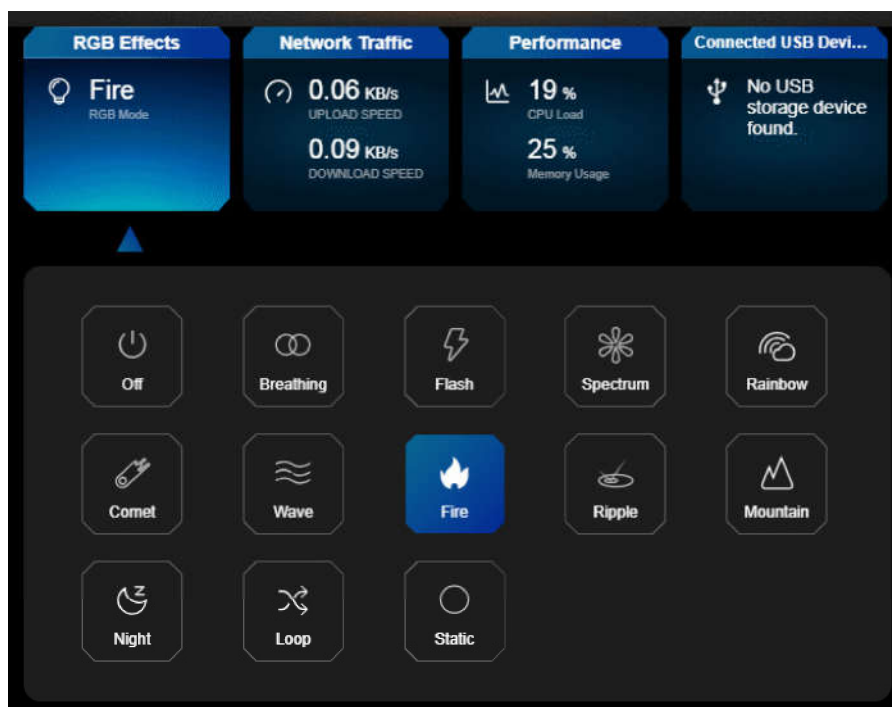 RGB Effects
Fire
RGB Mode
Network Traffic
0.06 KB/s
UPLOAD SPEED
0.09 KB/s
DOWNLOAD SPEED
Performance
19 %
CPU Load
25 %
Memory Usage
Connected USB Devi...
No USB
storage device
found.
Off
Breathing
Flash
Spectrum
Rainbow
Comet
Wave
Fire
Ripple
Mountain
Night
Loop
Static